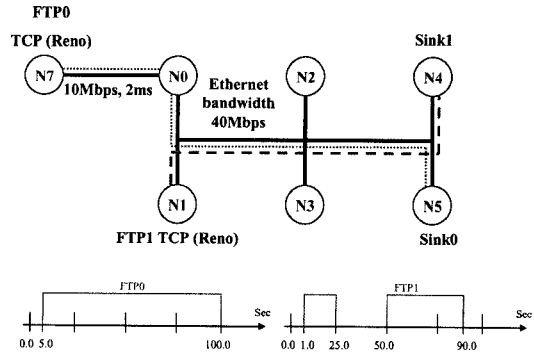 FTP0
TCP (Reno)
Sink1
N7
N0
N2
N4
10Mbps, 2ms
Ethernet
bandwidth
40Mbps
N1
N3
N5
FTP1 TCP (Reno)
Sink0
FTP0
Sec
0.0 5.0
100.0
FTP1
Sec
0.0 1.0
25.0
50.0
90.0